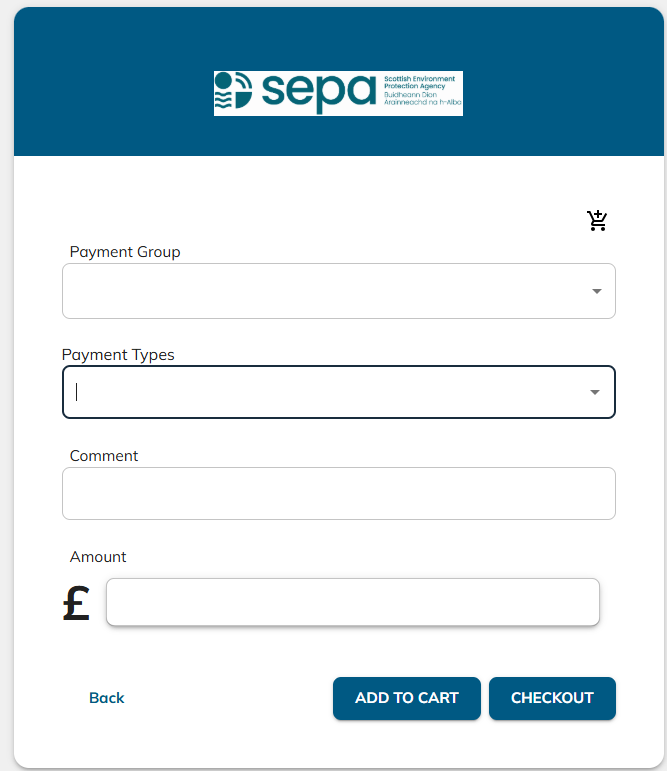 sepa
Scottish Environment
Protection Agency
Buidheann Dìon
Àrainneachd na h-Alba
Payment Group
Payment Types
Comment
Amount
£
Back
ADD TO CART
CHECKOUT